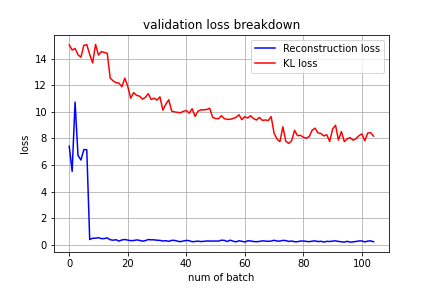 validation loss breakdown
Reconstruction loss
KL loss
14
12
10
8
6
4
2
0
loss
0 20 40 60 80 100
num of batch